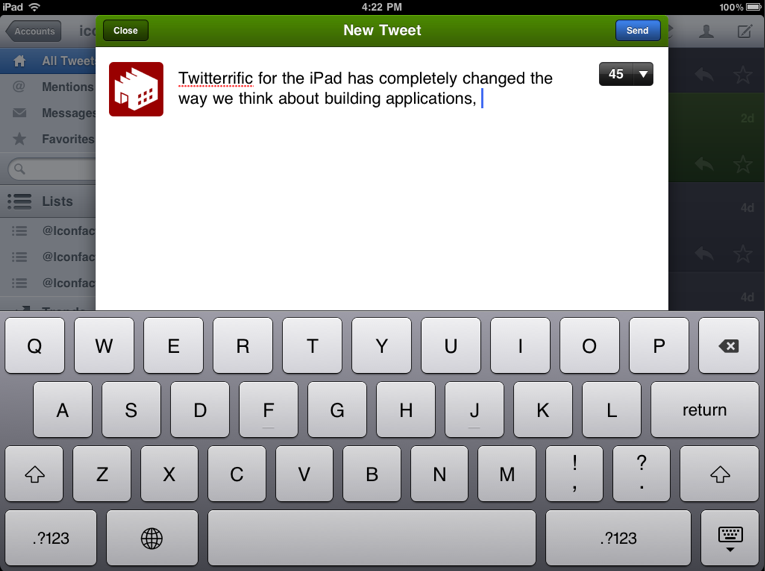 iPad 4:22 PM 100%
Accounts
Close New Tweet Send
All Tweet
Mentions
Messages
Favorites
Lists
@Iconfac
@Iconfac
@Iconfac
Twitterrific for the iPad has completely changed the
way we think about building applications,
45
2d
4d
4d
Q W E R T Y U I O P
A S D F G H J K L return
Z X C V B N M ! , ? .
.?123 .?123